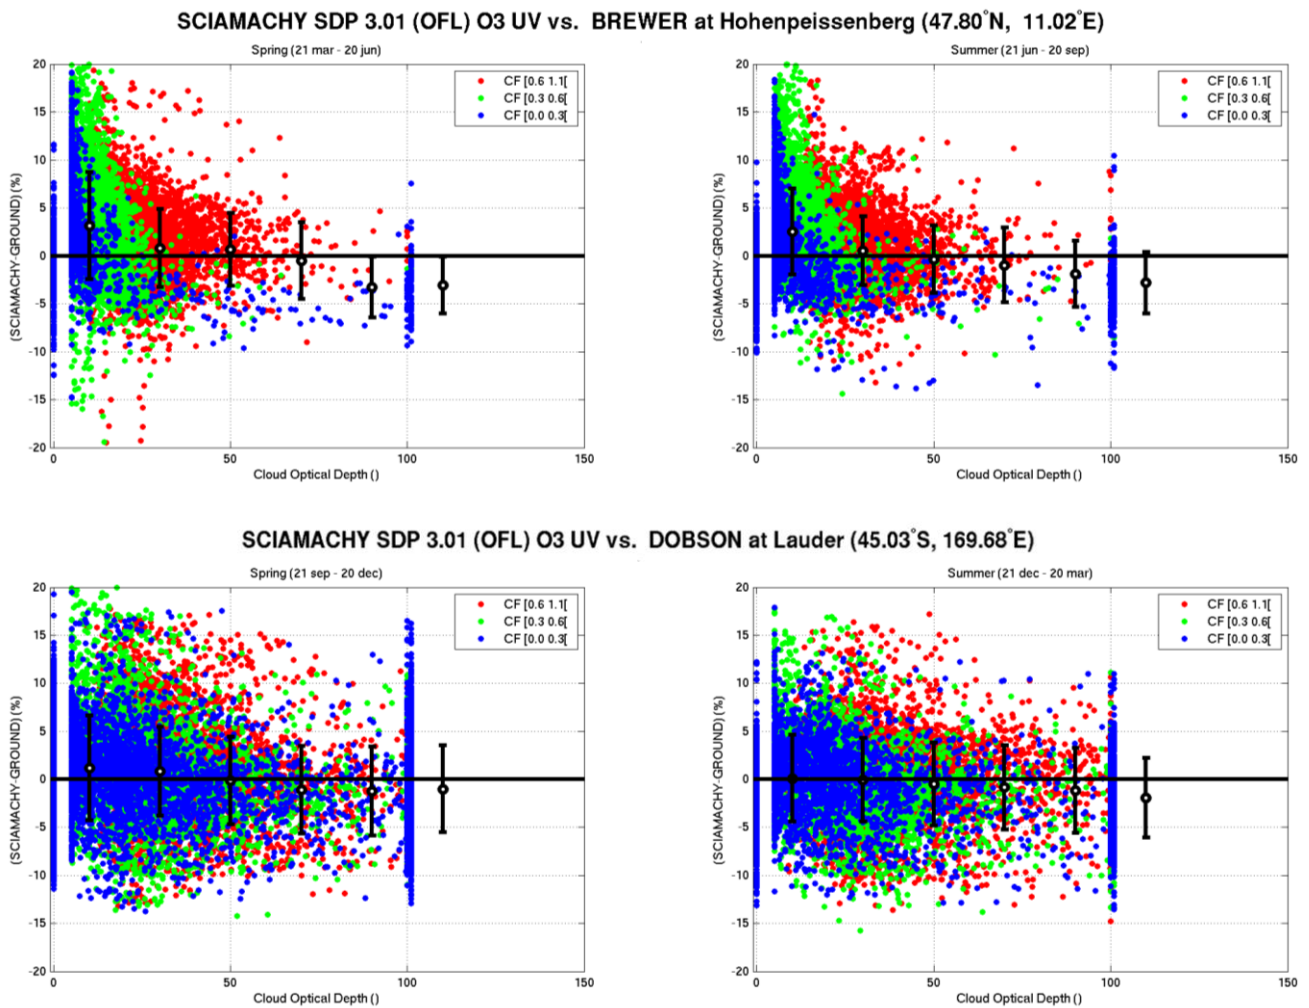 SCIAMACHY SDP 3.01 (OFL) O3 UV vs.  BREWER at Hohenpeissenberg (47.80°N,  11.02°E)
Spring (21 mar - 20 jun)
20
15
10
5
0
-5
-10
-15
-20
(SCIAMACHY-GROUND) (%)
CF [0.6 1.1[
CF [0.3 0.6[
CF [0.0 0.3[
0 50 100 150
Cloud Optical Depth ()
Summer (21 jun - 20 sep)
20
15
10
5
0
-5
-10
-15
-20
(SCIAMACHY-GROUND) (%)
CF [0.6 1.1[
CF [0.3 0.6[
CF [0.0 0.3[
0 50 100 150
Cloud Optical Depth ()
SCIAMACHY SDP 3.01 (OFL) O3 UV vs.  DOBSON at Lauder (45.03°S, 169.68°E)
Spring (21 sep - 20 dec)
20
15
10
5
0
-5
-10
-15
-20
(SCIAMACHY-GROUND) (%)
CF [0.6 1.1[
CF [0.3 0.6[
CF [0.0 0.3[
0 50 100 150
Cloud Optical Depth ()
Summer (21 dec - 20 mar)
20
15
10
5
0
-5
-10
-15
-20
(SCIAMACHY-GROUND) (%)
CF [0.6 1.1[
CF [0.3 0.6[
CF [0.0 0.3[
0 50 100 150
Cloud Optical Depth ()